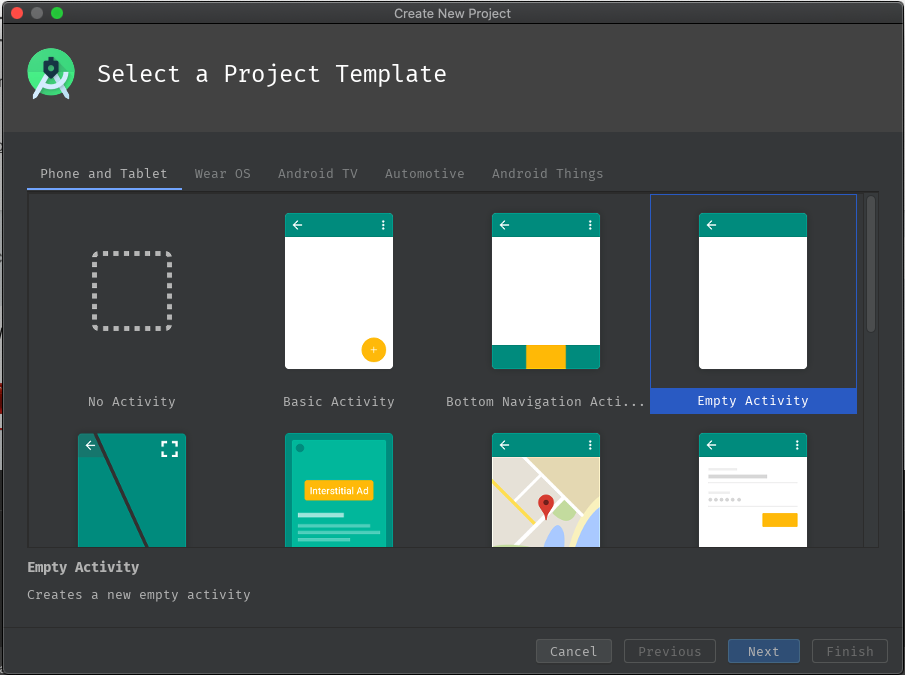 Create New Project
Select a Project Template
Phone and Tablet Wear OS Android TV Automotive Android Things
No Activity Basic Activity Bottom Navigation Acti... Empty Activity
Interstitial Ad
Empty Activity
Creates a new empty activity
Cancel Previous Next Finish